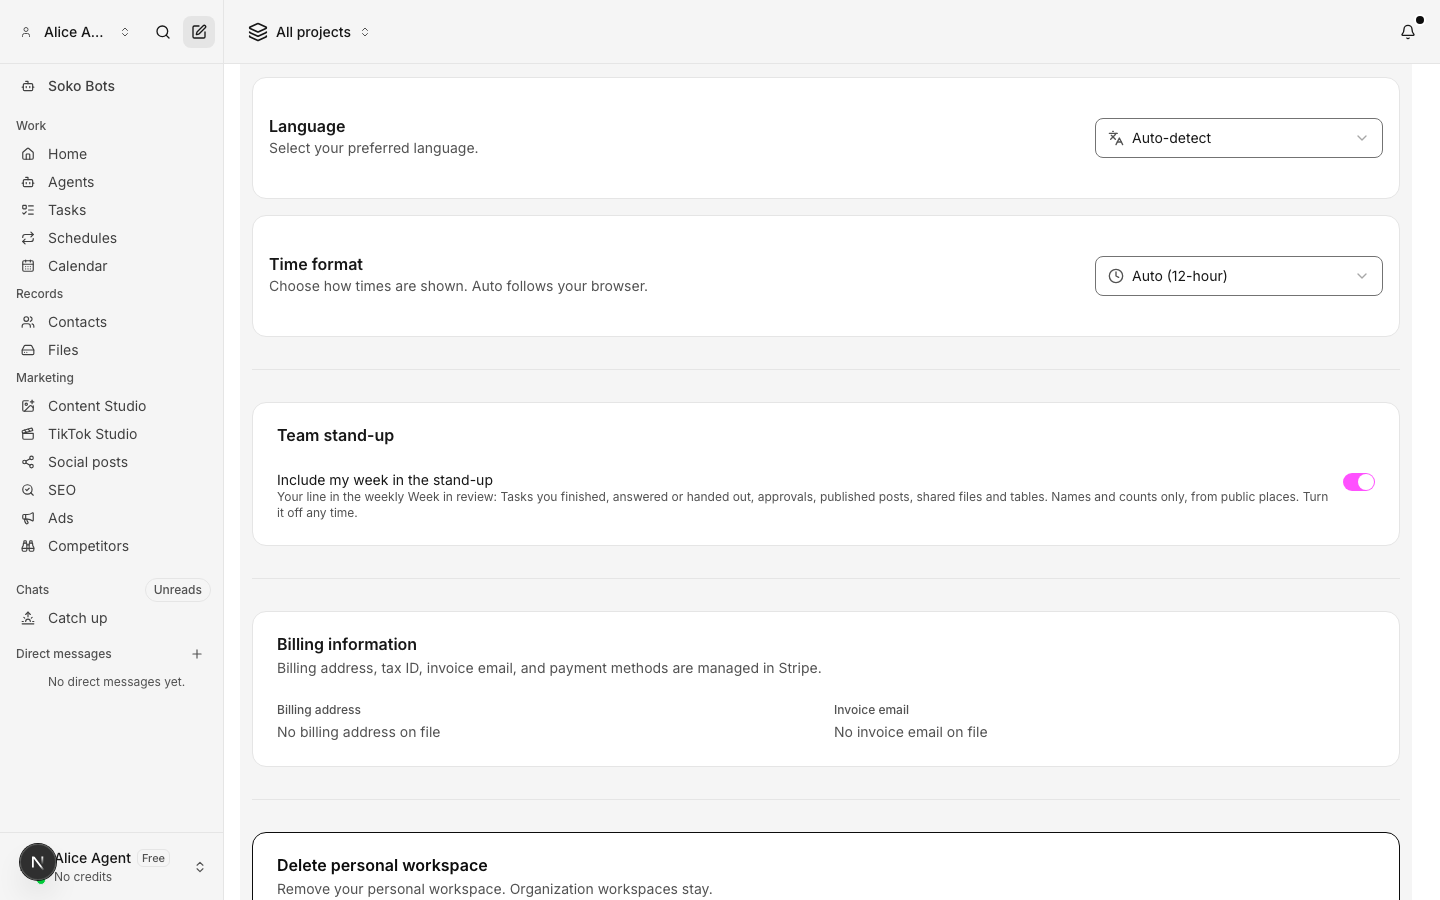 Alice A...
All projects
Soko Bots
Work
Home
Agents
Tasks
Schedules
Calendar
Records
Contacts
Files
Marketing
Content Studio
TikTok Studio
Social posts
SEO
Ads
Competitors
Chats
Unreads
Catch up
Direct messages
No direct messages yet.
N
Alice Agent
Free
No credits
Language
Select your preferred language.
Auto-detect
Time format
Choose how times are shown. Auto follows your browser.
Auto (12-hour)
Team stand-up
Include my week in the stand-up
Your line in the weekly Week in review: Tasks you finished, answered or handed out, approvals, published posts, shared files and tables. Names and counts only, from public places. Turn
it off any time.
Billing information
Billing address, tax ID, invoice email, and payment methods are managed in Stripe.
Billing address
No billing address on file
Invoice email
No invoice email on file
Delete personal workspace
Remove your personal workspace. Organization workspaces stay.